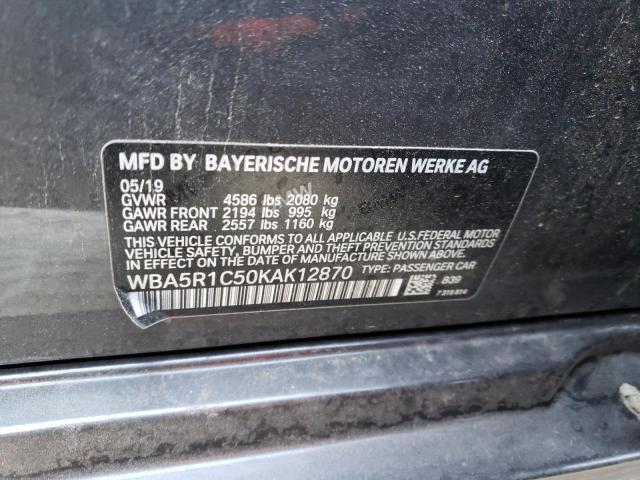 MFD BY BAYERISCHE MOTOREN WERKE AG
05/19
GVWR 4586 lbs 2080 kg
GAWR FRONT 2194 lbs 995 kg
GAWR REAR 2557 lbs 1160 kg
THIS VEHICLE CONFORMS TO ALL APPLICABLE U.S.FEDERAL MOTOR
VEHICLE SAFETY, BUMPER AND THEFT PREVENTION STANDARDS
IN EFFECT ON THE DATE OF MANUFACTURE SHOWN ABOVE.
WBA5R1C50KAK12870 TYPE: PASSENGER CAR
B39